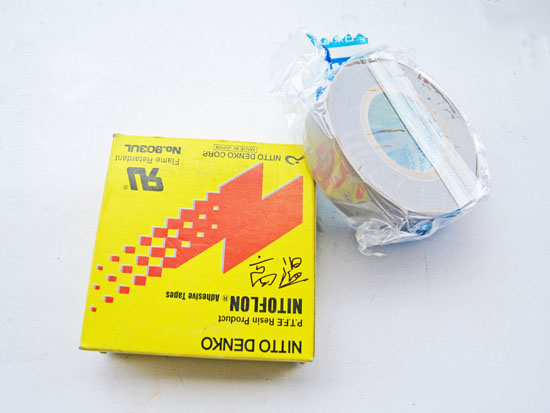 NITTO DENKO
P.T.F.E Resin Product
NITOFLON® Adhesive Tapes
高温
UR
Flame Retardant
No.903UL
MADE IN JAPAN
NITTO DENKO CORP.